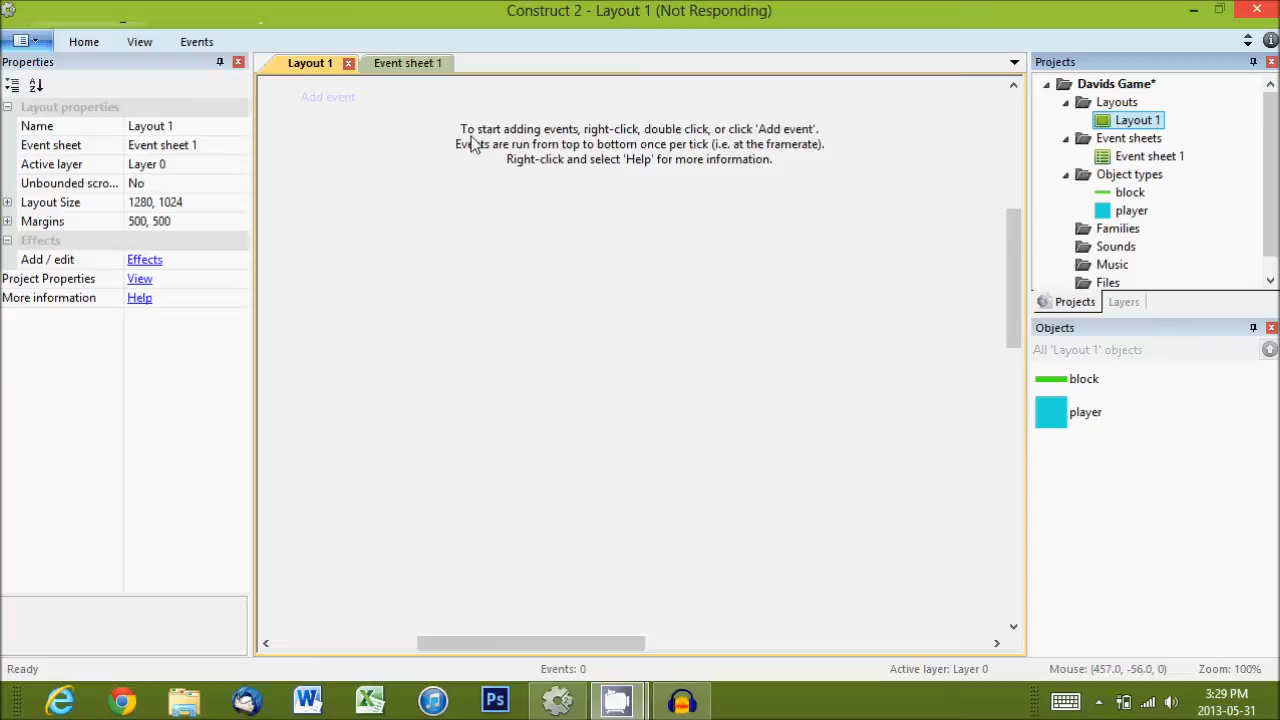 Construct 2 - Layout 1 (Not Responding)
Home View Events
Properties
Layout properties
Name Layout 1
Event sheet Event sheet 1
Active layer Layer 0
Unbounded scro... No
Layout Size 1280, 1024
Margins 500, 500
Effects
Add / edit Effects
Project Properties View
More information Help
Layout 1 Event sheet 1
Add event
To start adding events, right-click, double click, or click 'Add event'.
Events are run from top to bottom once per tick (i.e. at the framerate).
Right-click and select 'Help' for more information.
Projects
Davids Game*
Layouts
Layout 1
Event sheets
Event sheet 1
Object types
block
player
Families
Sounds
Music
Files
Projects Layers
Objects
All 'Layout 1' objects
block
player
Ready Events: 0 Active layer: Layer 0 Mouse: (457.0, -56.0, 0) Zoom: 100%
Ps
3:29 PM
2013-05-31